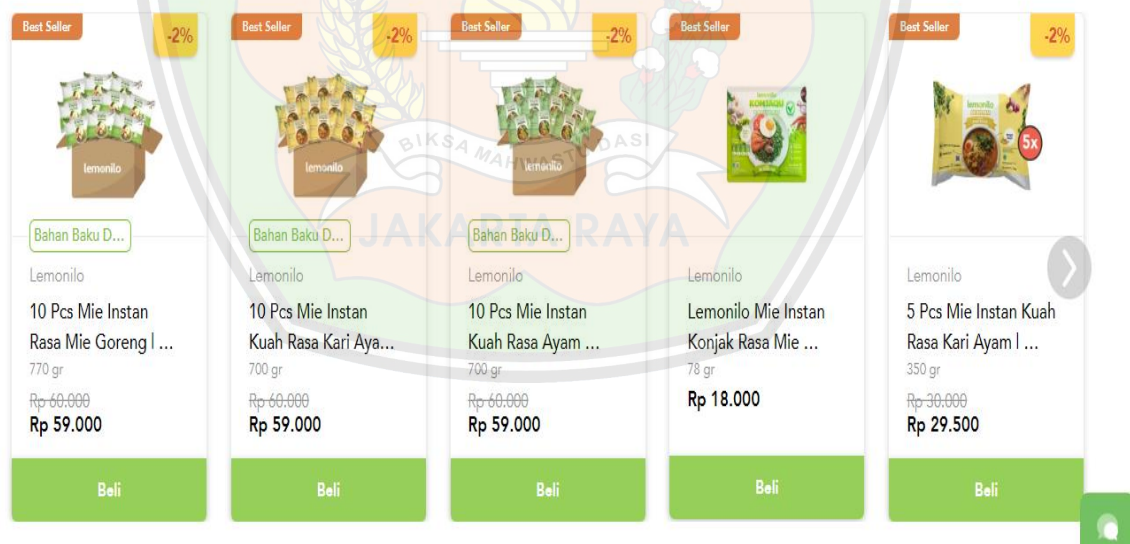 Best Seller
-2%
lemonilo
Bahan Baku D...
Lemonilo
10 Pcs Mie Instan
Rasa Mie Goreng | ...
770 gr
Rp 60.000
Rp 59.000
Beli
Best Seller
-2%
lemonilo
Bahan Baku D...
Lemonilo
10 Pcs Mie Instan
Kuah Rasa Kari Aya...
700 gr
Rp 60.000
Rp 59.000
Beli
Best Seller
-2%
lemonilo
Bahan Baku D...
Lemonilo
10 Pcs Mie Instan
Kuah Rasa Ayam ...
700 gr
Rp 60.000
Rp 59.000
Beli
Best Seller
lemonilo
Lemonilo
Lemonilo Mie Instan
Konjak Rasa Mie ...
78 gr
Rp 18.000
Beli
Best Seller
-2%
lemonilo
5x
Lemonilo
5 Pcs Mie Instan Kuah
Rasa Kari Ayam | ...
350 gr
Rp 30.000
Rp 29.500
Beli
JAKARTA RAYA